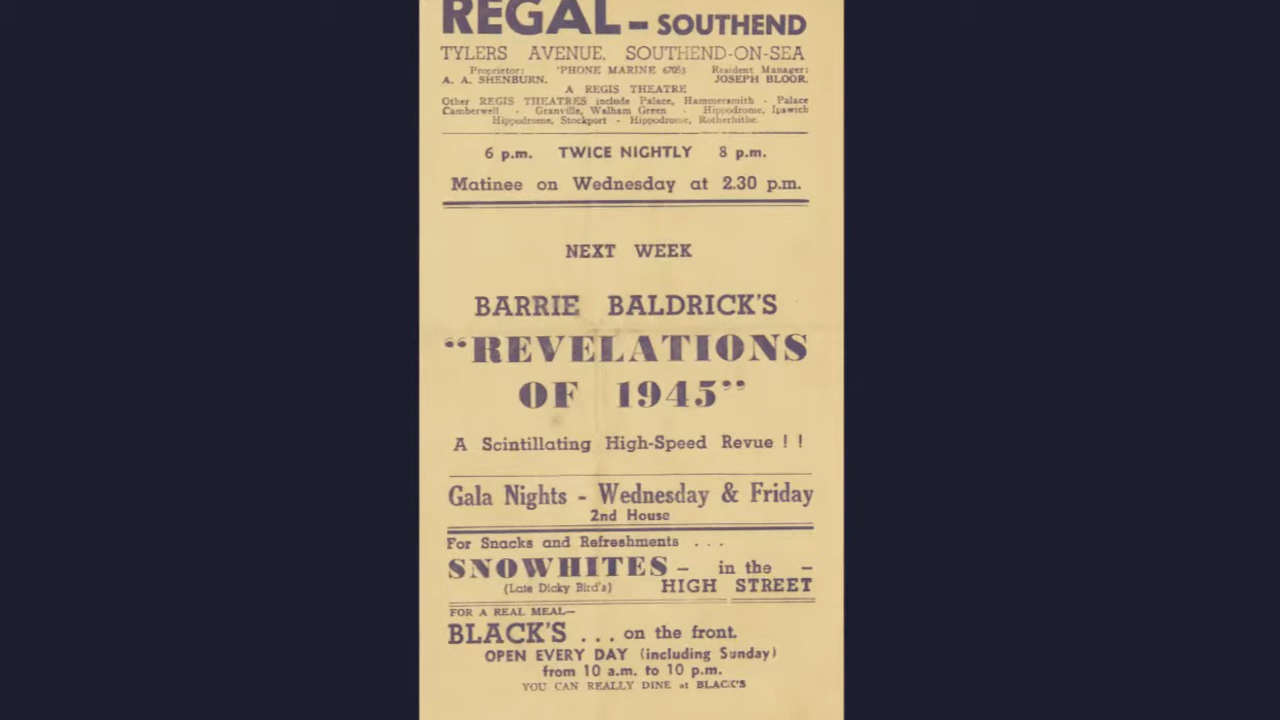 REGAL - SOUTHEND
TYLERS AVENUE, SOUTHEND-ON-SEA
Proprietor: 'PHONE MARINE 67053 Resident Manager:
A. A. SHENBURN. JOSEPH BLOOR.
A REGIS THEATRE
Other REGIS THEATRES include Palace, Hammersmith - Palace
Camberwell - Granville, Walham Green - Hippodrome, Ipswich
Hippodrome, Stockport - Hippodrome, Rotherhithe.
6 p.m. TWICE NIGHTLY 8 p.m.
Matinee on Wednesday at 2.30 p.m.
NEXT WEEK
BARRIE BALDRICK'S
"REVELATIONS
OF 1945"
A Scintillating High-Speed Revue ! !
Gala Nights - Wednesday & Friday
2nd House
For Snacks and Refreshments . . .
SNOWHITES - in the -
(Late Dicky Bird's) HIGH STREET
FOR A REAL MEAL—
BLACK'S . . . on the front.
OPEN EVERY DAY (including Sunday)
from 10 a.m. to 10 p.m.
YOU CAN REALLY DINE at BLACK'S